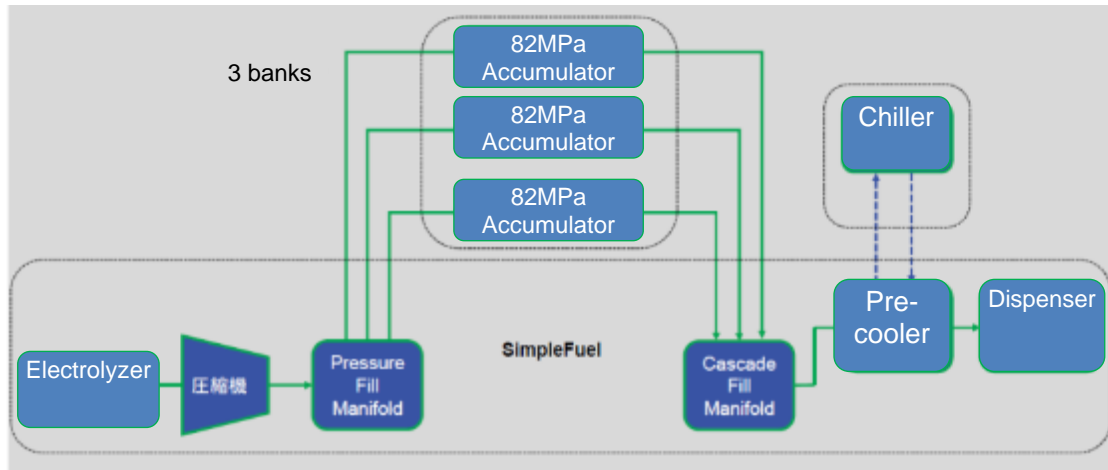 82MPa
Accumulator
3 banks
82MPa
Accumulator
82MPa
Accumulator
Chiller
Electrolyzer
圧縮機
Pressure
Fill
Manifold
SimpleFuel
Cascade
Fill
Manifold
Pre-
cooler
Dispenser